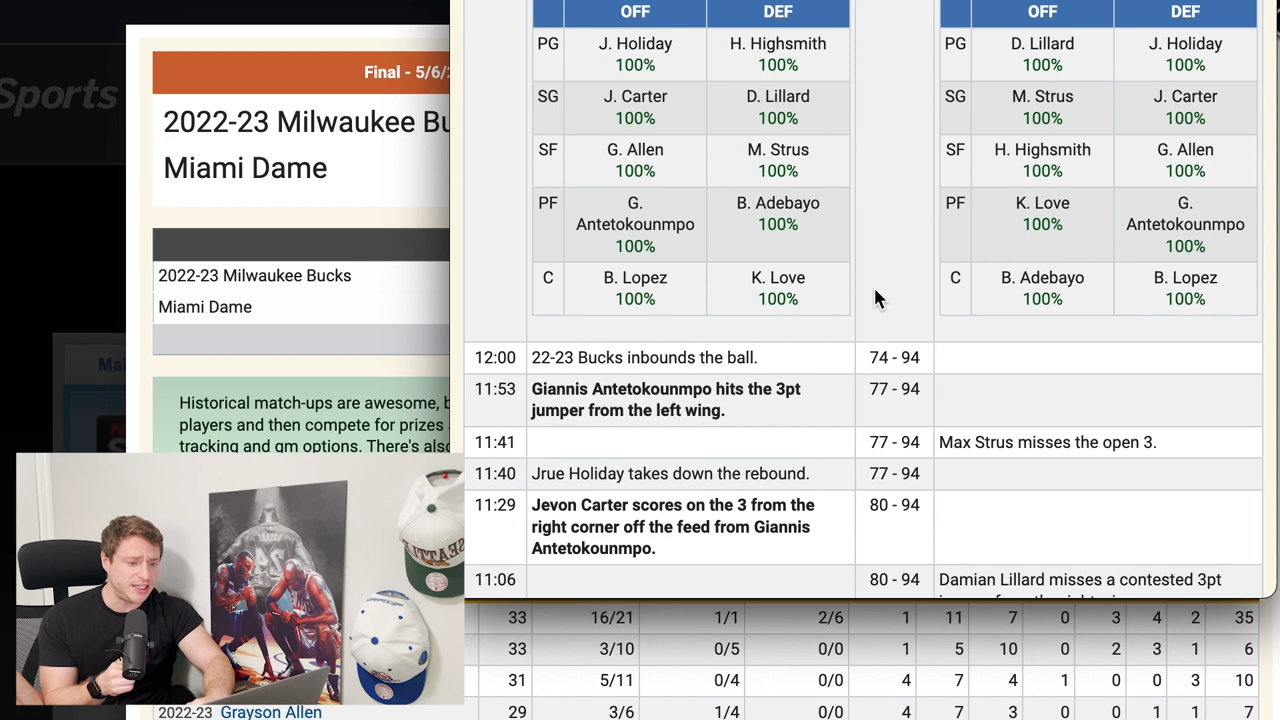 Sports
Final - 5/6/
2022-23 Milwaukee Bu
Miami Dame
2022-23 Milwaukee Bucks
Miami Dame
Historical match-ups are awesome, b
players and then compete for prizes
tracking and gm options. There's also
Mai
OFF DEF
PG J. Holiday H. Highsmith
100% 100%
SG J. Carter D. Lillard
100% 100%
SF G. Allen M. Strus
100% 100%
PF G. B. Adebayo
Antetokounmpo 100%
100%
C B. Lopez K. Love
100% 100%
OFF DEF
PG D. Lillard J. Holiday
100% 100%
SG M. Strus J. Carter
100% 100%
SF H. Highsmith G. Allen
100% 100%
PF K. Love G.
100% Antetokounmpo
100%
C B. Adebayo B. Lopez
100% 100%
12:00 22-23 Bucks inbounds the ball. 74 - 94
11:53 Giannis Antetokounmpo hits the 3pt 77 - 94
jumper from the left wing.
11:41 77 - 94 Max Strus misses the open 3.
11:40 Jrue Holiday takes down the rebound. 77 - 94
11:29 Jevon Carter scores on the 3 from the 80 - 94
right corner off the feed from Giannis
Antetokounmpo.
11:06 80 - 94 Damian Lillard misses a contested 3pt
33 16/21 1/1 2/6 1 11 7 0 3 4 2 35
33 3/10 0/5 0/0 1 5 10 0 2 3 1 6
31 5/11 0/4 0/0 4 7 4 1 0 0 3 10
2022-23 Grayson Allen 29 3/6 1/4 0/0 4 7 3 0 0 1 1 7